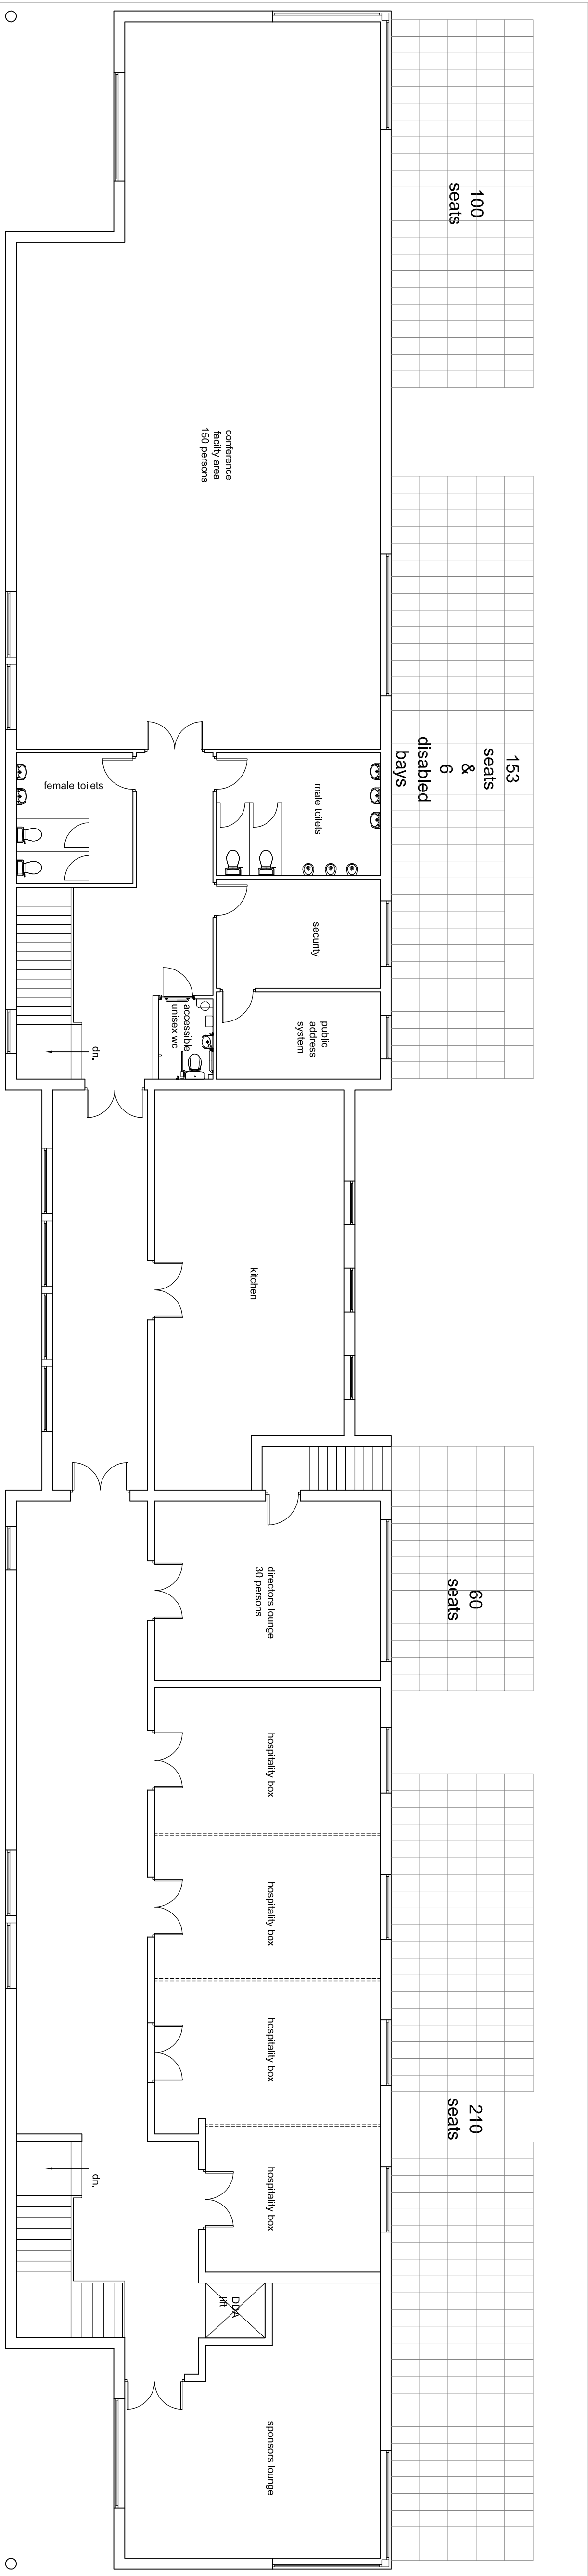 100
seats
conference
facilty area
150 persons
153
seats
&
6
disabled
bays
female toilets
male toilets
security
public
address
system
accessible
unisex wc
dn.
kitchen
60
seats
directors lounge
30 persons
hospitality box
hospitality box
hospitality box
210
seats
hospitality box
dn.
DDA
lift
sponsors lounge